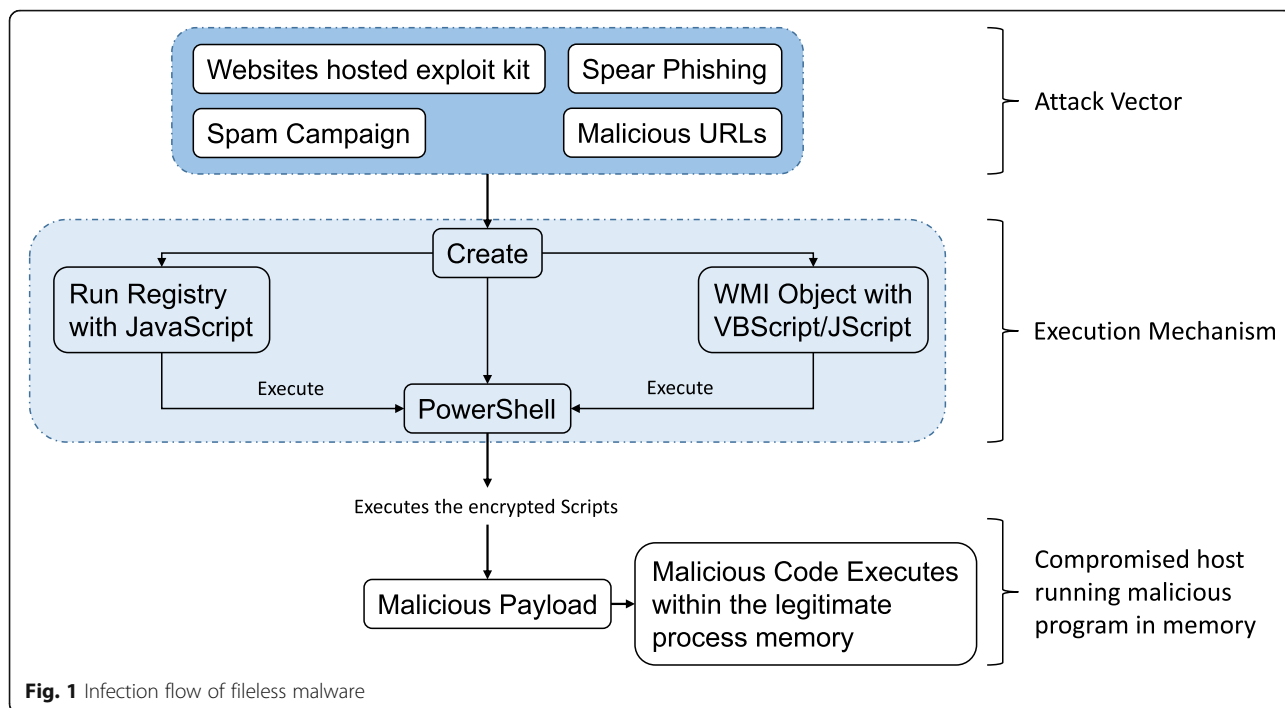 Websites hosted exploit kit
Spear Phishing
Spam Campaign
Malicious URLs
Attack Vector
Create
Run Registry
with JavaScript
WMI Object with
VBScript/JScript
Execution Mechanism
Execute
Execute
PowerShell
Executes the encrypted Scripts
Malicious Payload
Malicious Code Executes
within the legitimate
process memory
Compromised host
running malicious
program in memory
Fig. 1 Infection flow of fileless malware